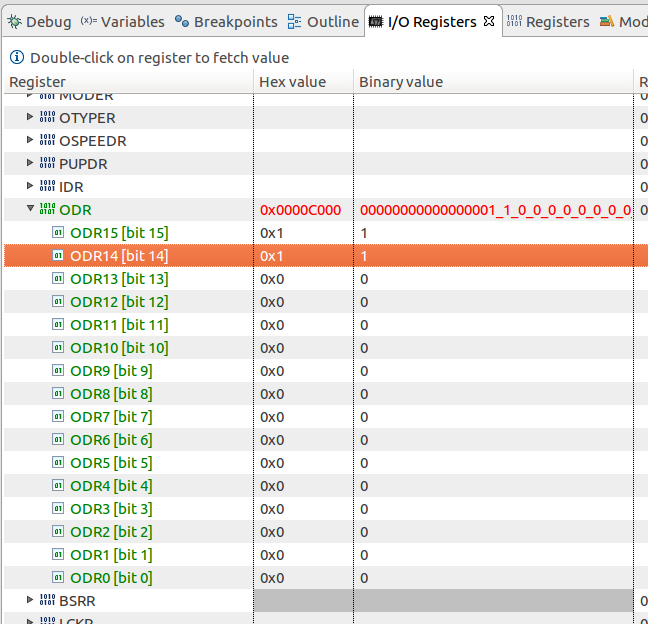 Debug (x)= Variables Breakpoints Outline I/O Registers Registers Mod
Double-click on register to fetch value
Register Hex value Binary value R
MODER 0
OTYPER 0
OSPEEDR 0
PUPDR 0
IDR 0
ODR 0x0000C000 00000000000000001_1_0_0_0_0_0_0_0_0 0
ODR15 [bit 15] 0x1 1
ODR14 [bit 14] 0x1 1
ODR13 [bit 13] 0x0 0
ODR12 [bit 12] 0x0 0
ODR11 [bit 11] 0x0 0
ODR10 [bit 10] 0x0 0
ODR9 [bit 9] 0x0 0
ODR8 [bit 8] 0x0 0
ODR7 [bit 7] 0x0 0
ODR6 [bit 6] 0x0 0
ODR5 [bit 5] 0x0 0
ODR4 [bit 4] 0x0 0
ODR3 [bit 3] 0x0 0
ODR2 [bit 2] 0x0 0
ODR1 [bit 1] 0x0 0
ODR0 [bit 0] 0x0 0
BSRR 0
LCKR